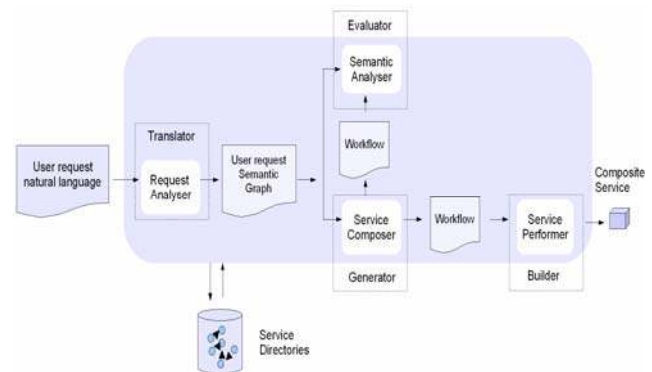 Evaluator
Semantic
Analyser
Translator
User request
natural language
Request
Analyser
User request
Semantic
Graph
Workflow
Service
Composer
Generator
Workflow
Service
Performer
Builder
Composite
Service
Service
Directories